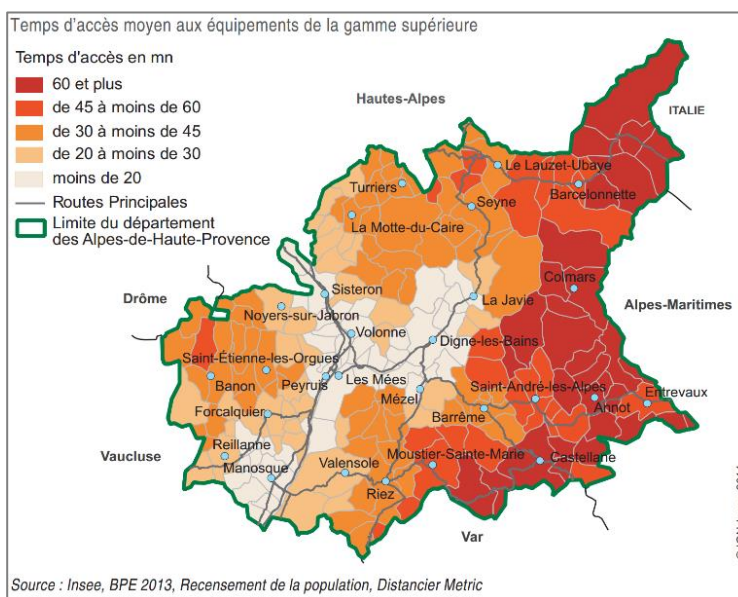 Temps d'accès moyen aux équipements de la gamme supérieure
Temps d'accès en mn
60 et plus
de 45 à moins de 60
de 30 à moins de 45
de 20 à moins de 30
moins de 20
Routes Principales
Limite du département
des Alpes-de-Haute-Provence
Hautes-Alpes
ITALIE
Le Lauzet-Ubaye
Turriers
Barcelonnette
Seyne
La Motte-du-Caire
Colmars
Drôme
Sisteron
Alpes-Maritimes
La Javie
Noyers-sur-Jabron
Volonne
Digne-les-Bains
Saint-Étienne-les-Orgues
Banon
Peyruis
Les Mées
Saint-André-les-Alpes
Entrevaux
Mézel
Annot
Forcalquier
Barrême
Reillanne
Vaucluse
Manosque
Valensole
Moustier-Sainte-Marie
Castellane
Riez
Var
Source : Insee, BPE 2013, Recensement de la population, Distancier Metric